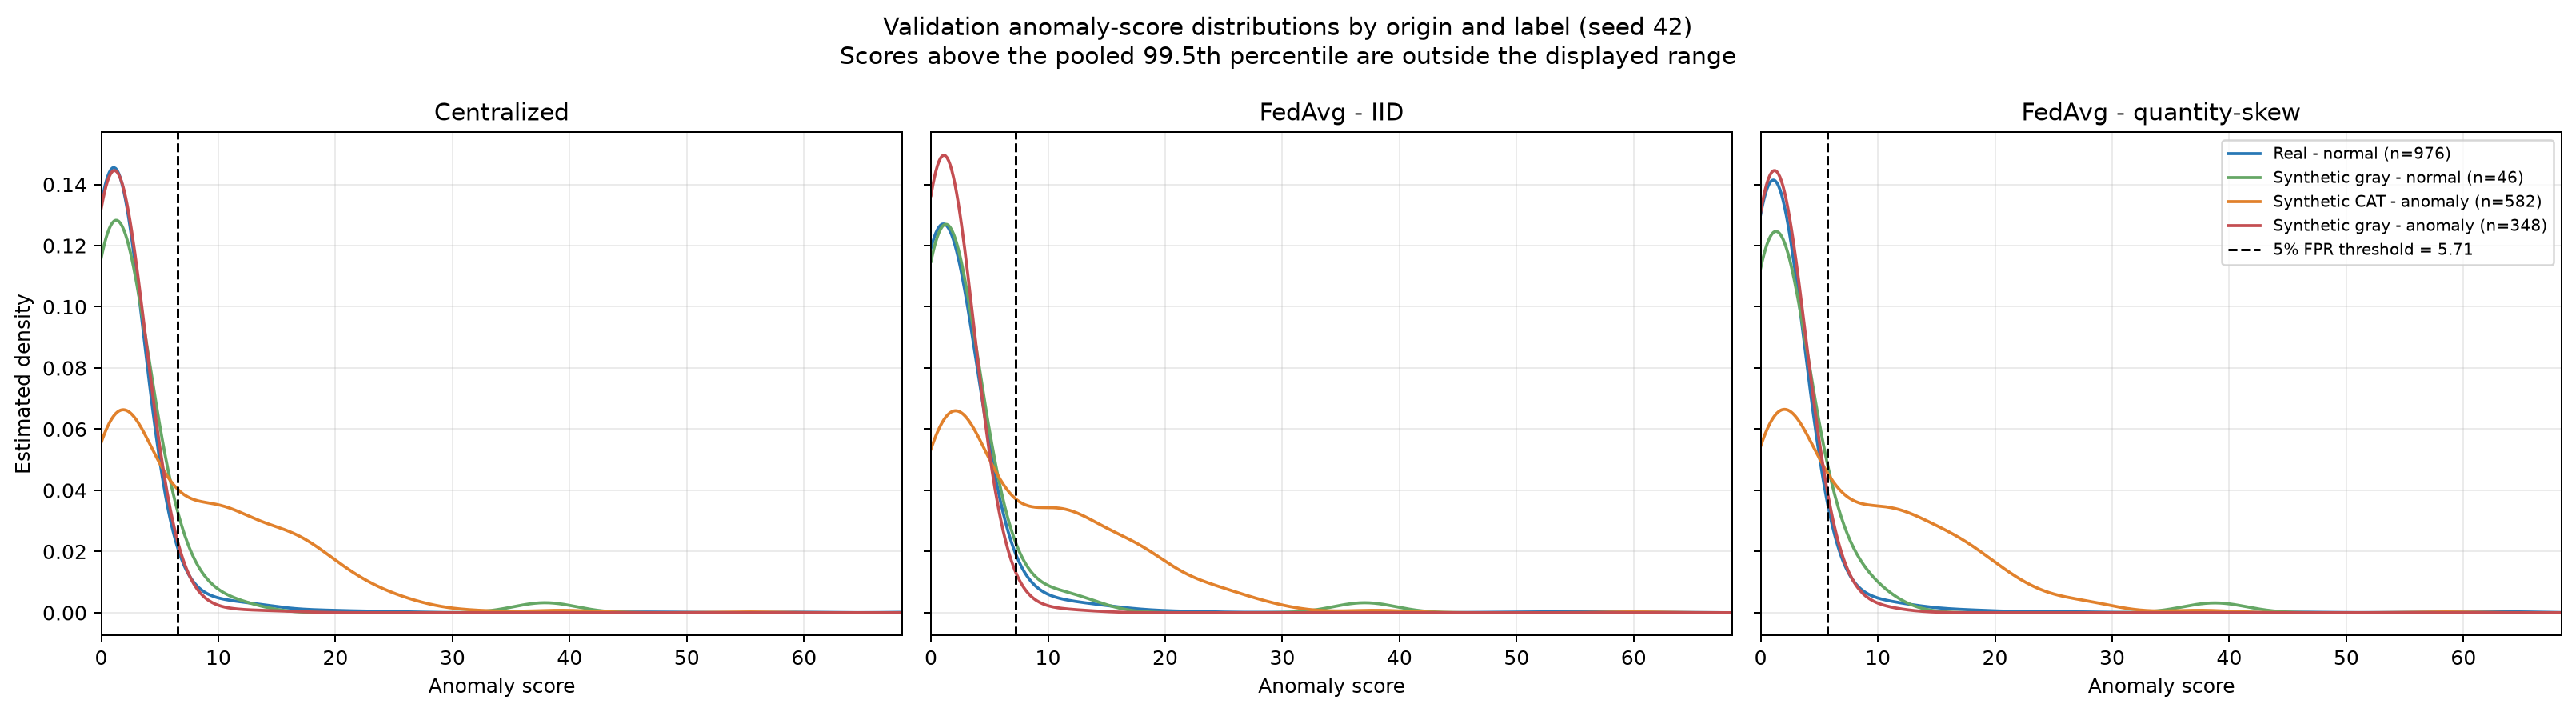 Validation anomaly-score distributions by origin and label (seed 42)
Scores above the pooled 99.5th percentile are outside the displayed range
Centralized
FedAvg - IID
FedAvg - quantity-skew
Real - normal (n=976)
Synthetic gray - normal (n=46)
Synthetic CAT - anomaly (n=582)
Synthetic gray - anomaly (n=348)
5% FPR threshold = 5.71
Estimated density
0.14
0.12
0.10
0.08
0.06
0.04
0.02
0.00
0 10 20 30 40 50 60
0 10 20 30 40 50 60
0 10 20 30 40 50 60
Anomaly score
Anomaly score
Anomaly score